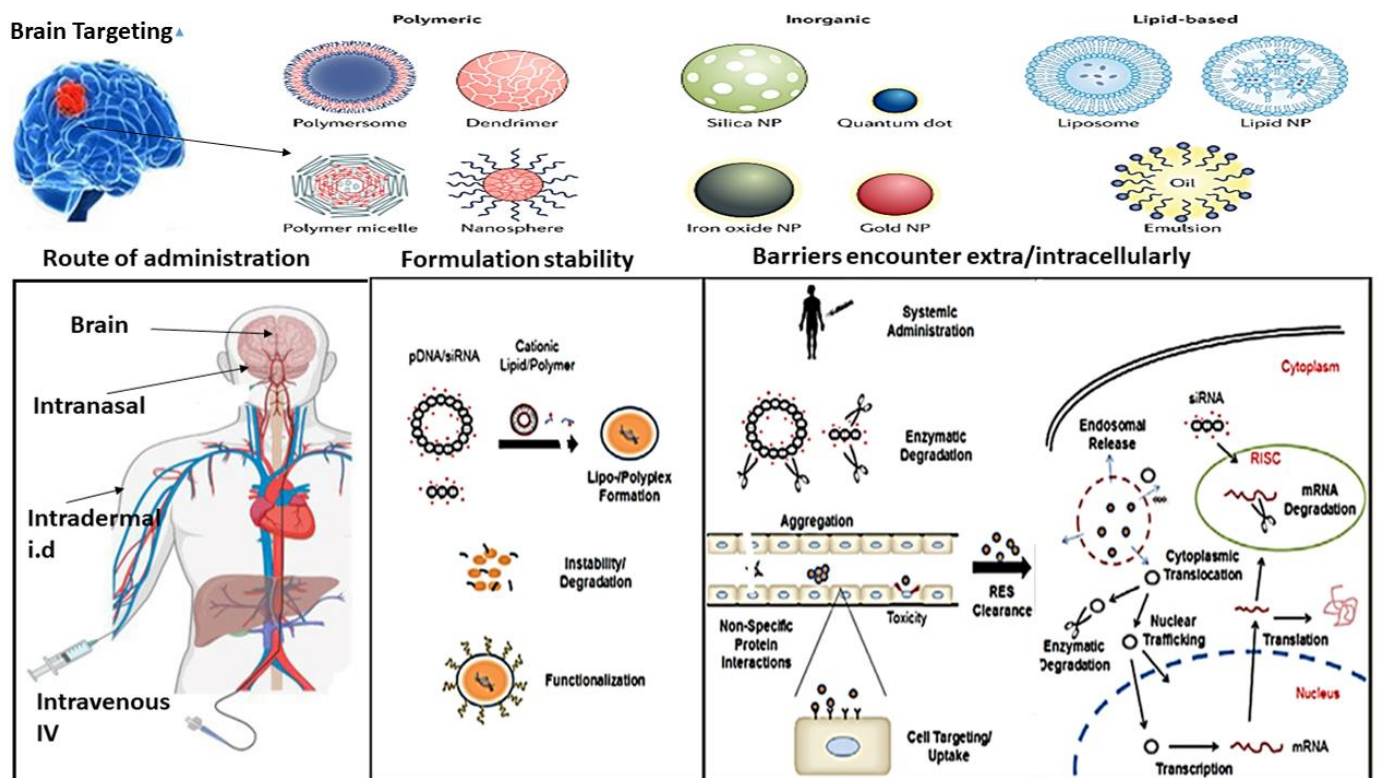 Brain Targeting
Polymeric
Inorganic
Lipid-based
Polymersome
Dendrimer
Silica NP
Quantum dot
Liposome
Lipid NP
Polymer micelle
Nanosphere
Iron oxide NP
Gold NP
Oil
Emulsion
Route of administration
Formulation stability
Barriers encounter extra/intracellularly
Brain
Intranasal
Intradermal
i.d
Intravenous
IV
pDNA/siRNA
Cationic
Lipid/Polymer
Lipo-/Polyplex
Formation
Instability/
Degradation
Functionalization
Systemic
Administration
Enzymatic
Degradation
Aggregation
RES
Clearance
Toxicity
Non-Specific
Protein
Interactions
Cell Targeting/
Uptake
Cytoplasm
siRNA
Endosomal
Release
RISC
mRNA
Degradation
Cytoplasmic
Translocation
Nuclear
Trafficking
Enzymatic
Degradation
Translation
Nucleus
mRNA
Transcription